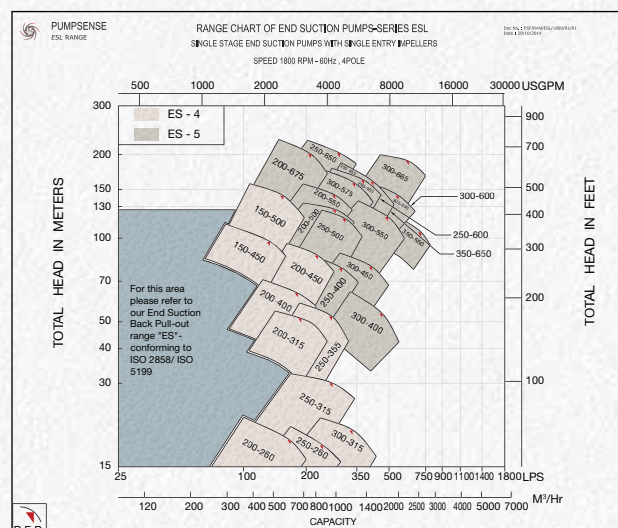 PUMPSENSE
ESL RANGE
RANGE CHART OF END SUCTION PUMPS-SERIES ESL
SINGLE STAGE END SUCTION PUMPS WITH SINGLE ENTRY IMPELLERS
SPEED 1800 RPM - 60Hz , 4POLE
500 1000 2000 4000 8000 16000 30000 USGPM
ES - 4
ES - 5
TOTAL HEAD IN METERS
300
200
150
130
100
70
50
40
30
15
TOTAL HEAD IN FEET
900
700
500
400
300
200
100
250-650
200-675
300-665
300-575
200-560
300-600
150-500
200-500
250-500
300-550
350-550
250-600
350-650
150-450
200-450
300-450
250-400
200-400
300-400
200-315
250-355
250-315
200-260
250-260
300-315
For this area
please refer to
our End Suction
Back Pull-out
range "ES"-
conforming to
ISO 2858/ ISO
5199
25 100 200 350 500 750 900 1100 1400 1800 LPS
120 200 300 400 500 700 800 1000 1400 2000 2500 3000 4000 5000 7000 M³/Hr
CAPACITY